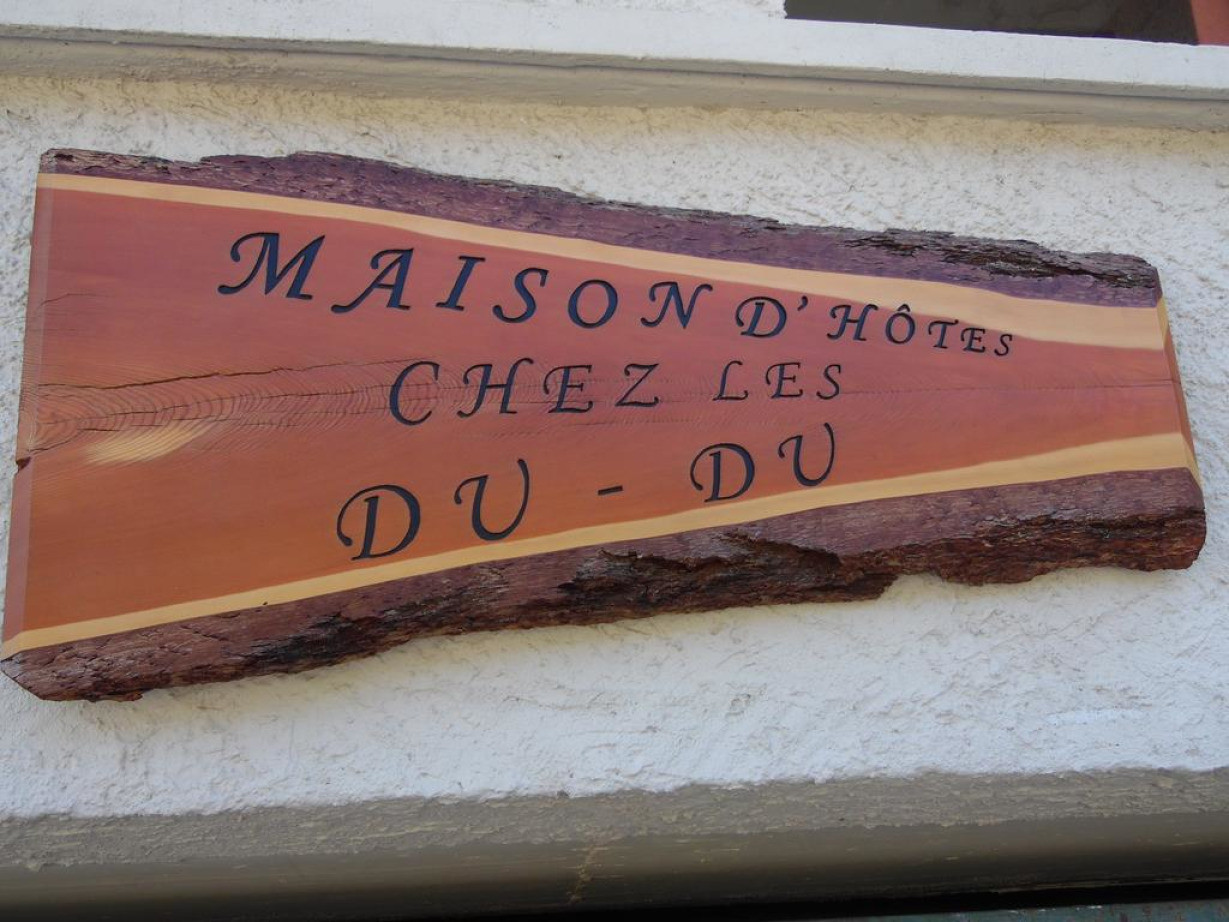 MAISON D'HÔTES
CHEZ LES
DU - DU